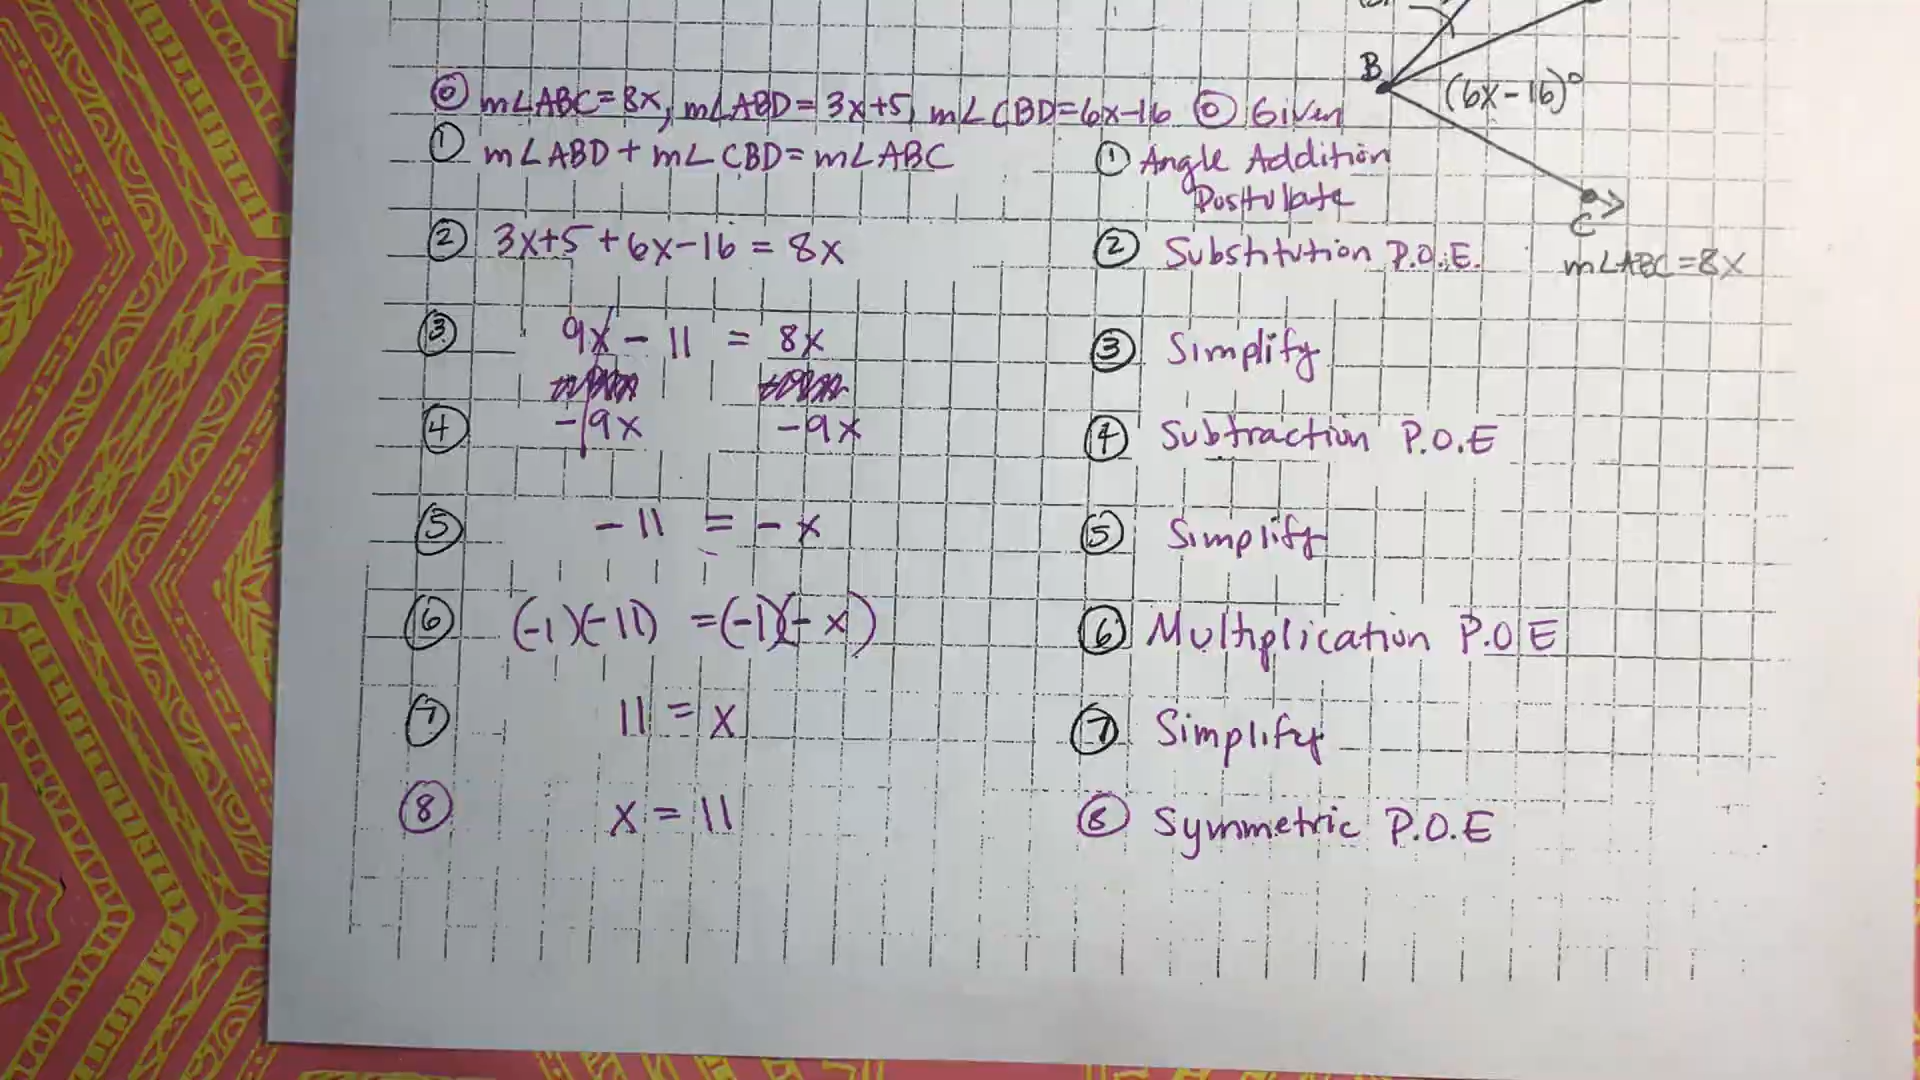 B
(6x-16)°
⓪ m∠ABC=8x, m∠ABD=3x+5, m∠CBD=6x-16 ⓪ Given
① m∠ABD + m∠CBD = m∠ABC ① Angle Addition
Postulate
C
② 3x+5+6x-16 = 8x ② Substitution P.O.E.
m∠ABC=8x
③ 9x - 11 = 8x ③ Simplify
④ -9x -9x ④ Subtraction P.O.E
⑤ -11 = -x ⑤ Simplify
⑥ (-1)(-11) = (-1)(-x) ⑥ Multiplication P.O.E
⑦ 11 = x ⑦ Simplify
⑧ x = 11 ⑧ Symmetric P.O.E